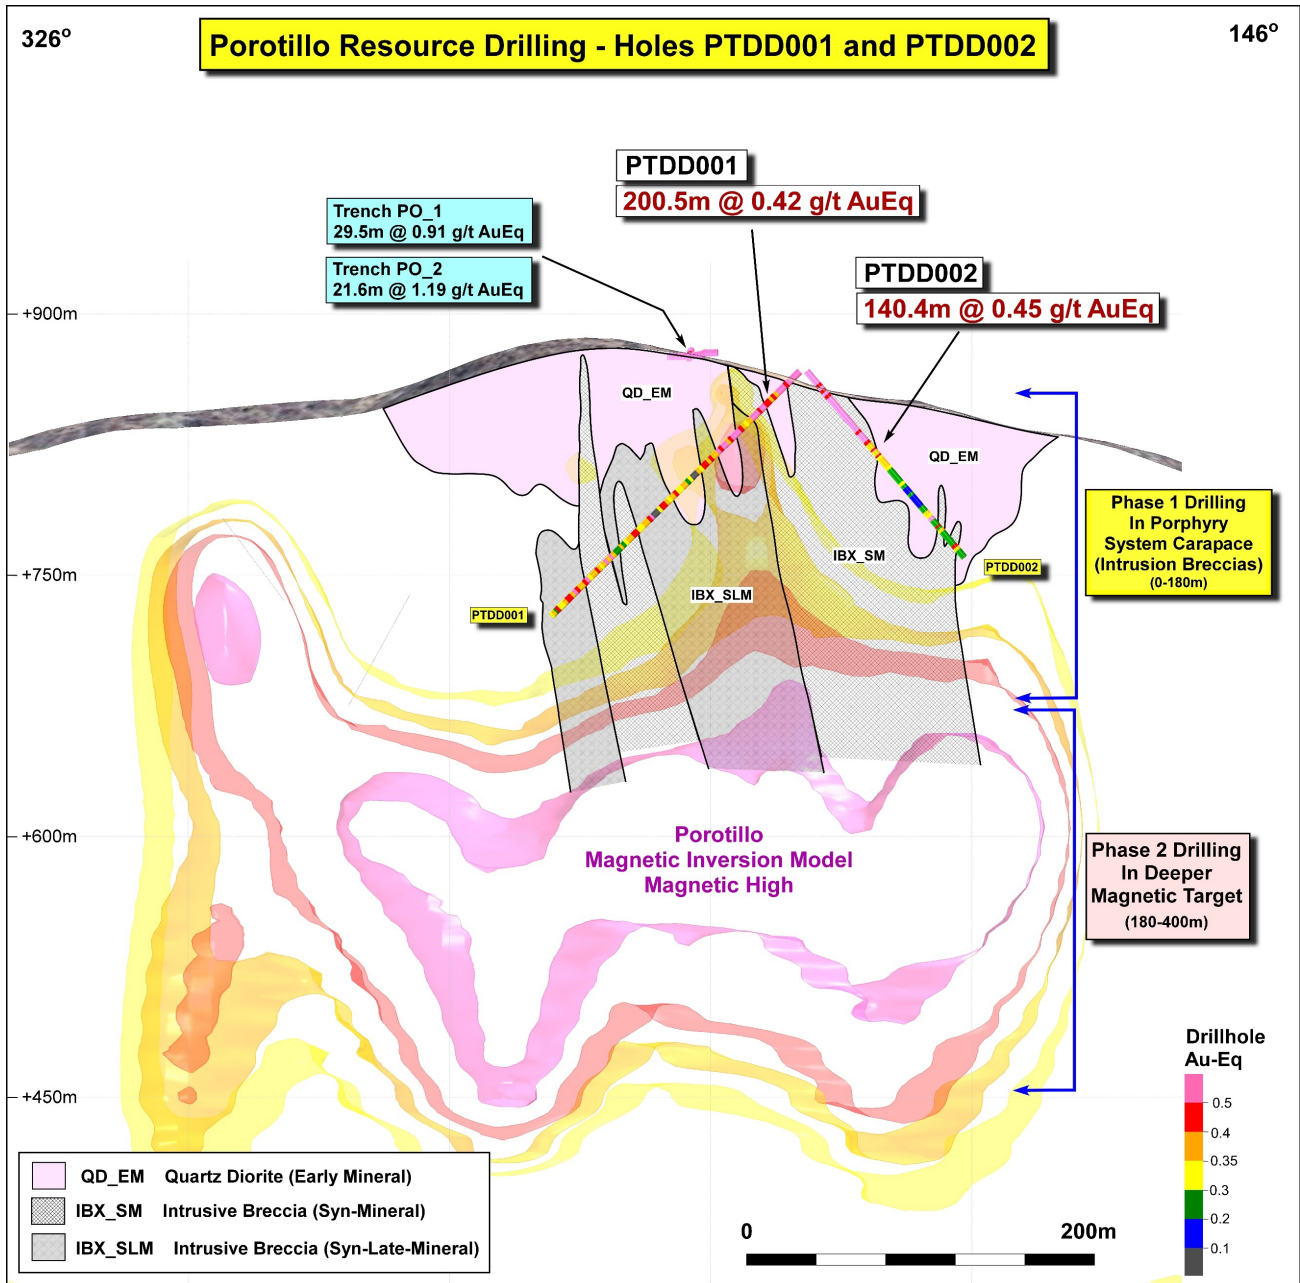 326°
146°
Porotillo Resource Drilling - Holes PTDD001 and PTDD002
PTDD001
200.5m @ 0.42 g/t AuEq
Trench PO_1
29.5m @ 0.91 g/t AuEq
Trench PO_2
21.6m @ 1.19 g/t AuEq
PTDD002
140.4m @ 0.45 g/t AuEq
+900m
QD_EM
QD_EM
Phase 1 Drilling
In Porphyry
System Carapace
(Intrusion Breccias)
(0-180m)
IBX_SM
+750m
PTDD002
IBX_SLM
PTDD001
+600m
Porotillo
Magnetic Inversion Model
Magnetic High
Phase 2 Drilling
In Deeper
Magnetic Target
(180-400m)
+450m
Drillhole
Au-Eq
0.5
0.4
0.35
0.3
0.2
0.1
QD_EM Quartz Diorite (Early Mineral)
IBX_SM Intrusive Breccia (Syn-Mineral)
IBX_SLM Intrusive Breccia (Syn-Late-Mineral)
0 200m